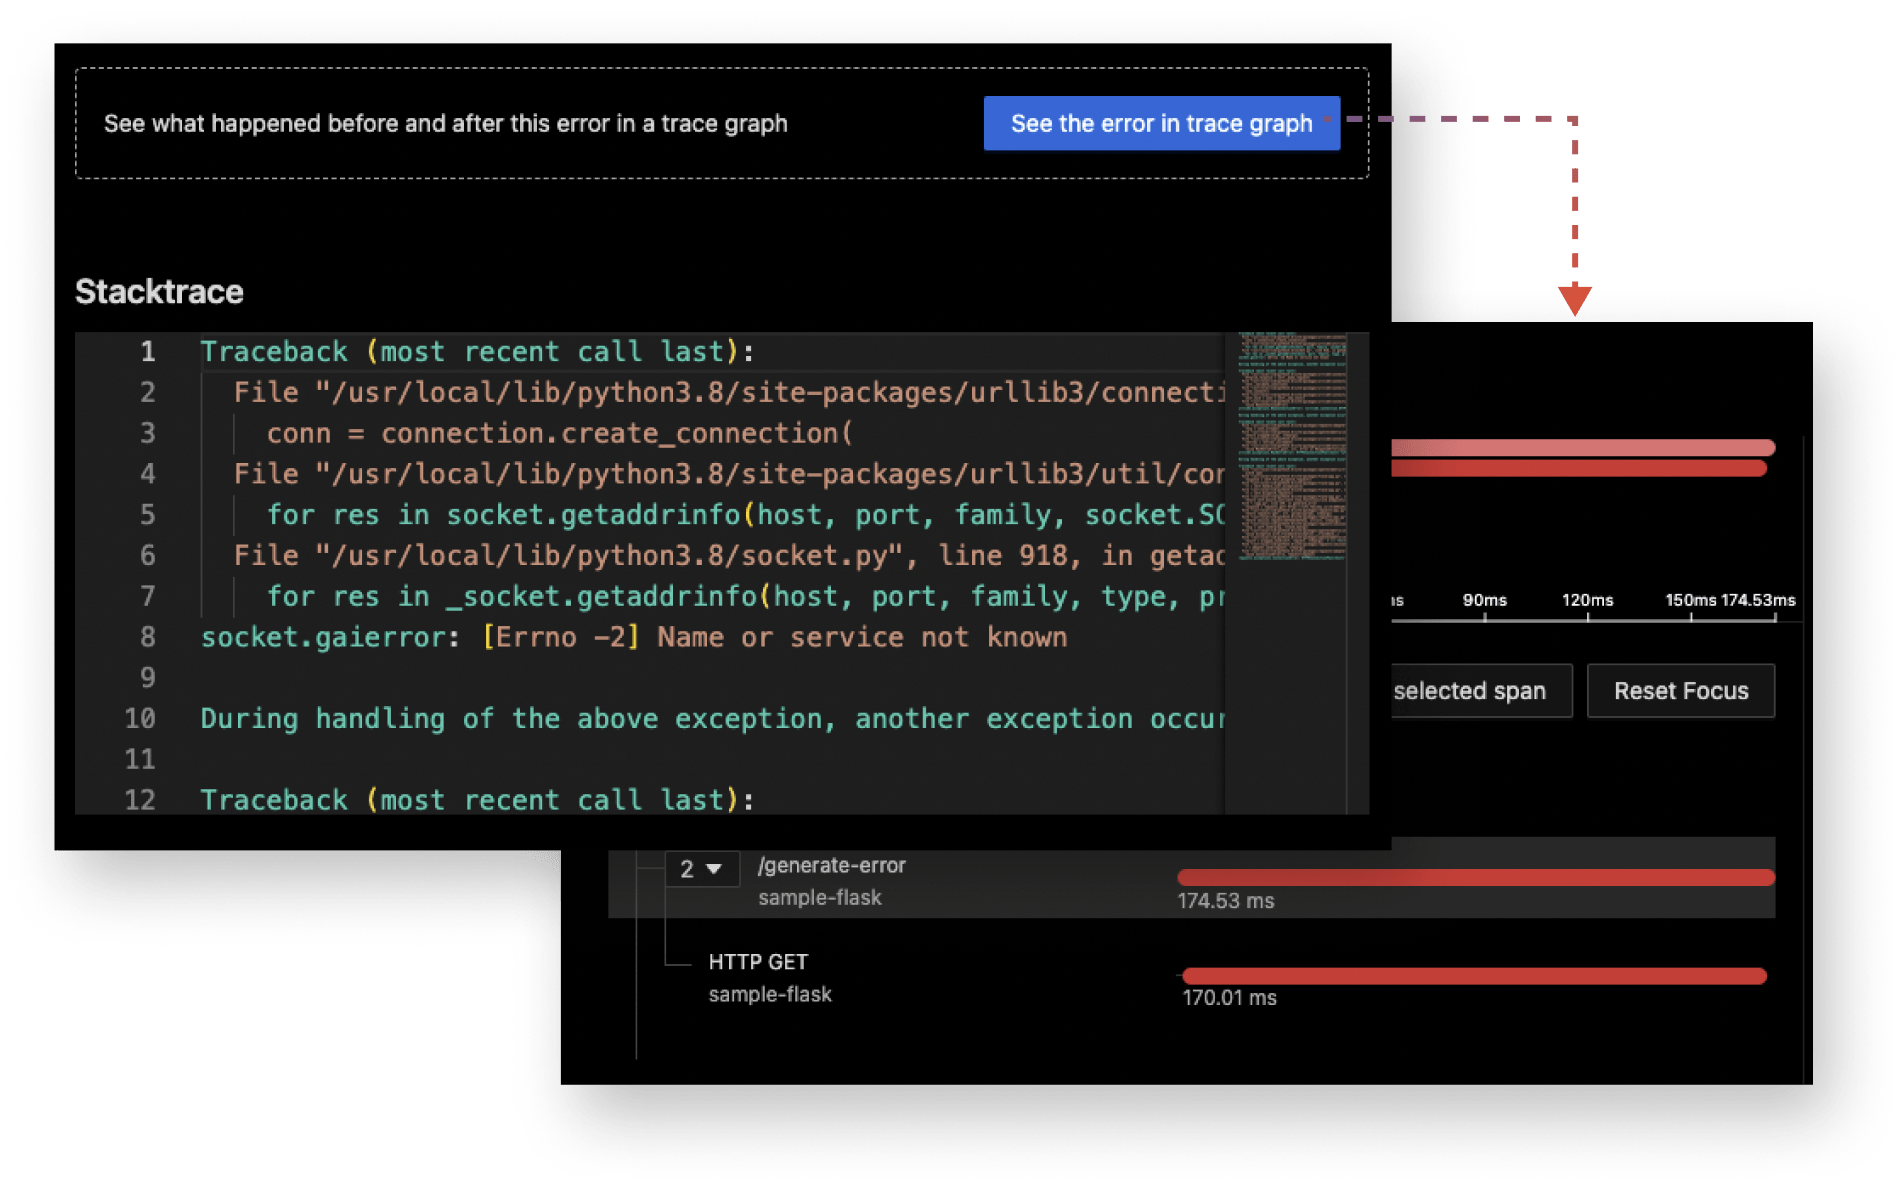 See what happened before and after this error in a trace graph
See the error in trace graph
Stacktrace
1 Traceback (most recent call last):
2 File "/usr/local/lib/python3.8/site-packages/urllib3/connecti
3 conn = connection.create_connection(
4 File "/usr/local/lib/python3.8/site-packages/urllib3/util/con
5 for res in socket.getaddrinfo(host, port, family, socket.SO
6 File "/usr/local/lib/python3.8/socket.py", line 918, in getad
7 for res in _socket.getaddrinfo(host, port, family, type, pr
8 socket.gaierror: [Errno -2] Name or service not known
9
10 During handling of the above exception, another exception occur
11
12 Traceback (most recent call last):
90ms 120ms 150ms 174.53ms
selected span
Reset Focus
2 /generate-error
sample-flask
174.53 ms
HTTP GET
sample-flask
170.01 ms